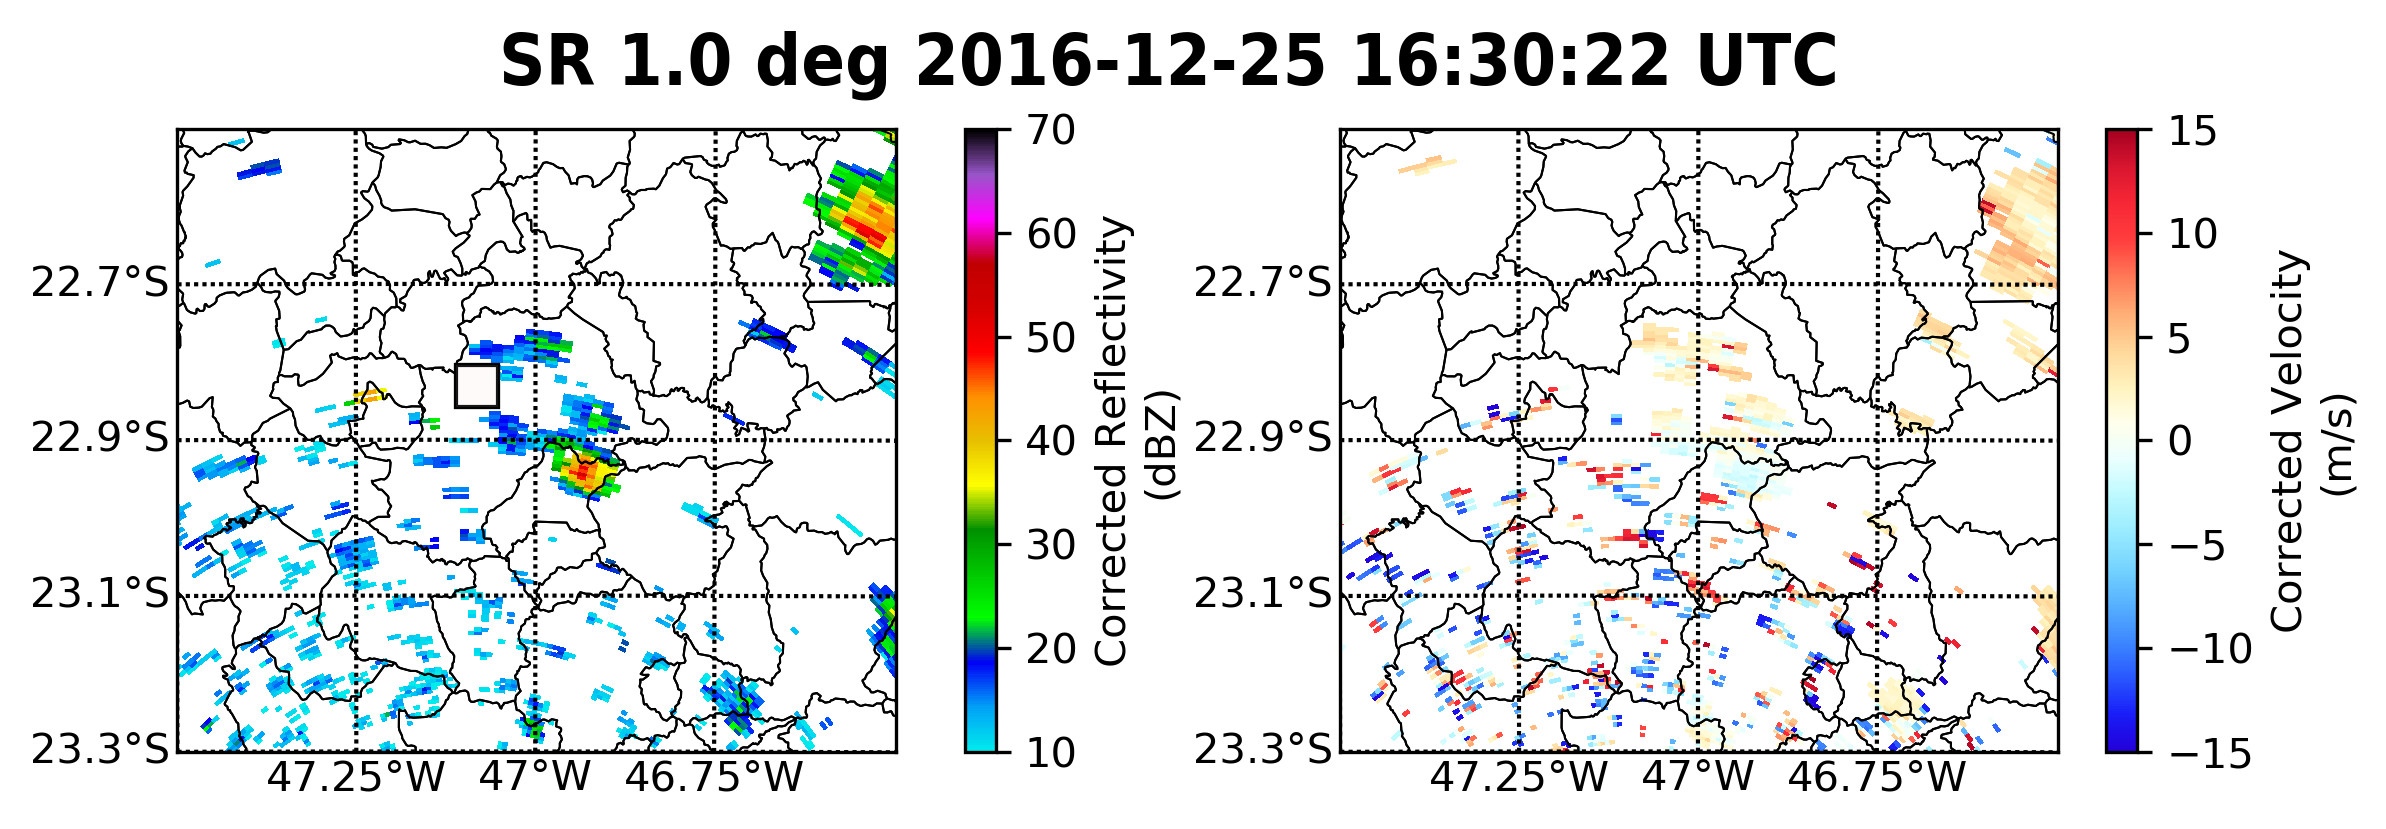 SR 1.0 deg 2016-12-25 16:30:22 UTC
22.7°S
22.9°S
23.1°S
23.3°S
47.25°W 47°W 46.75°W
70
60
50
40
30
20
10
Corrected Reflectivity
(dBZ)
22.7°S
22.9°S
23.1°S
23.3°S
47.25°W 47°W 46.75°W
15
10
5
0
−5
−10
−15
Corrected Velocity
(m/s)